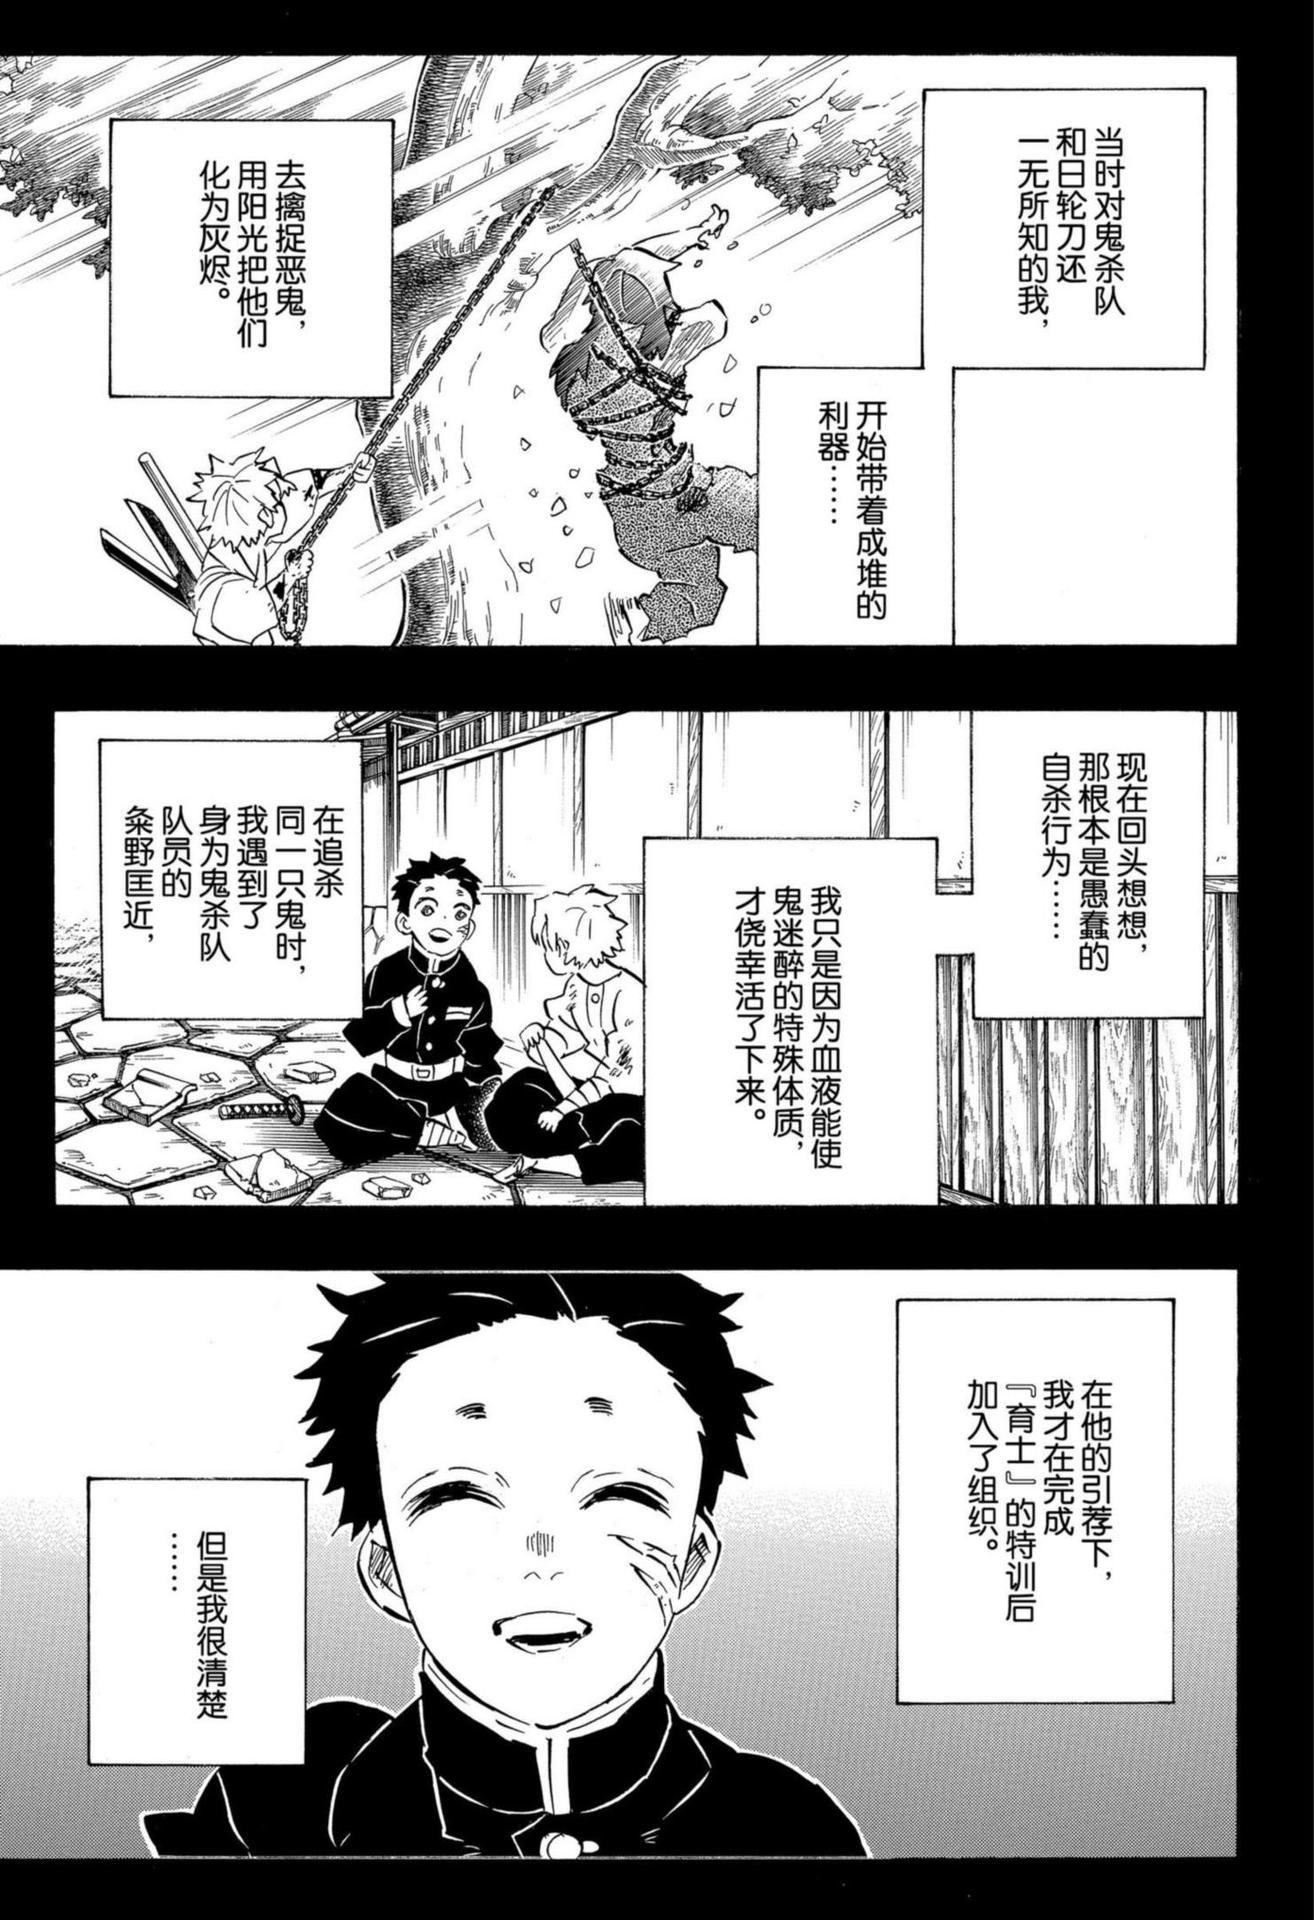 当时对鬼杀队
和日轮刀还
一无所知的我，
开始带着成堆的
利器……
去擒捉恶鬼，
用阳光把他们
化为灰烬。
现在回头想想，
那根本是愚蠢的
自杀行为……
我只是因为血液能使
鬼迷醉的特殊体质，
才侥幸活了下来。
在追杀
同一只鬼时，
我遇到了
身为鬼杀队
队员的
粂野匡近，
在他的引荐下，
我才在完成
『育士』的特训后
加入了组织。
但是我很清楚
……